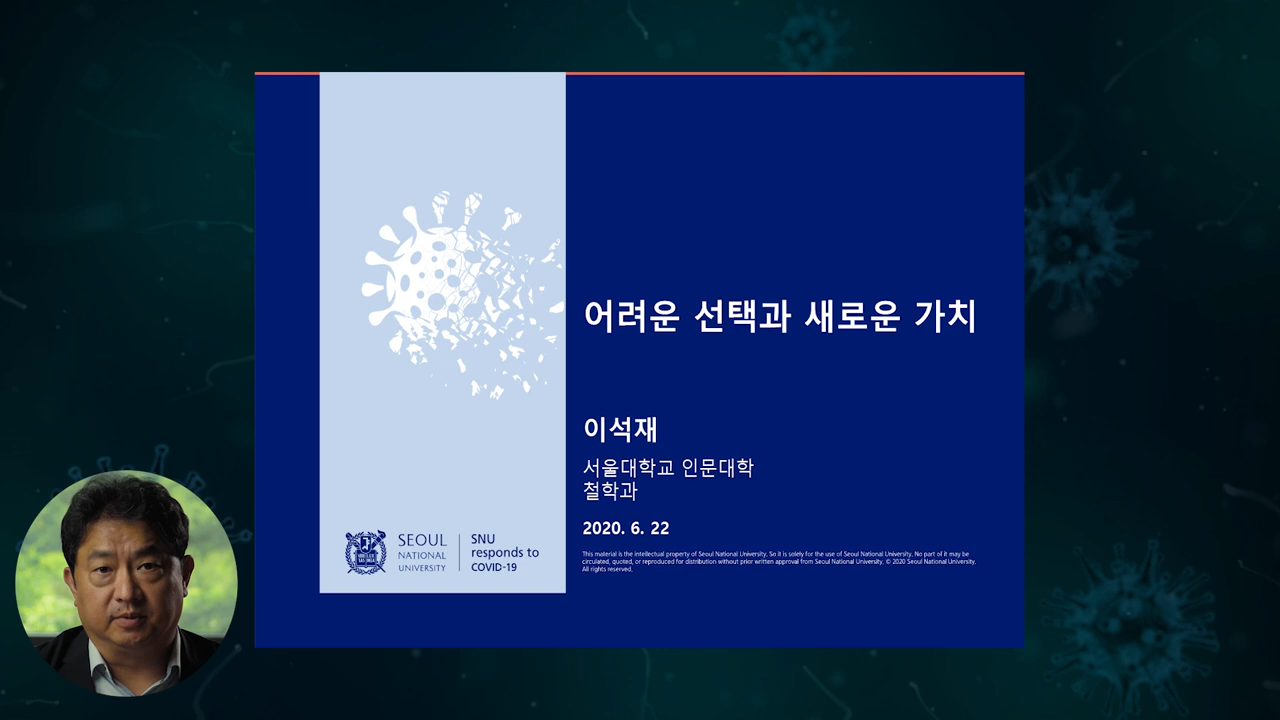 어려운 선택과 새로운 가치
이석재
서울대학교 인문대학
철학과
2020. 6. 22
This material is the intellectual property of Seoul National University. So it is solely for the use of Seoul National University. No part of it may be
circulated, quoted, or reproduced for distribution without prior written approval from Seoul National University. © 2020 Seoul National University.
All rights reserved.
SEOUL
NATIONAL
UNIVERSITY
SNU
responds to
COVID-19